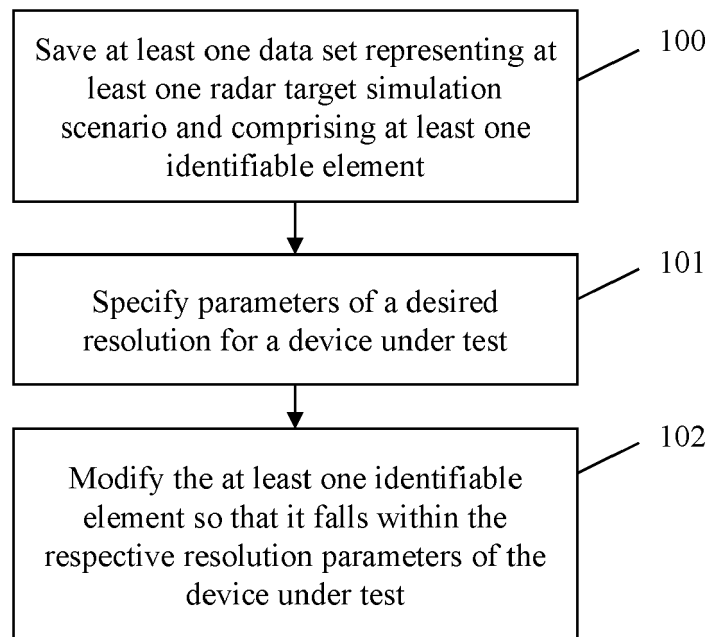 Save at least one data set representing at
least one radar target simulation
scenario and comprising at least one
identifiable element
100
Specify parameters of a desired
resolution for a device under test
101
Modify the at least one identifiable
element so that it falls within the
respective resolution parameters of the
device under test
102